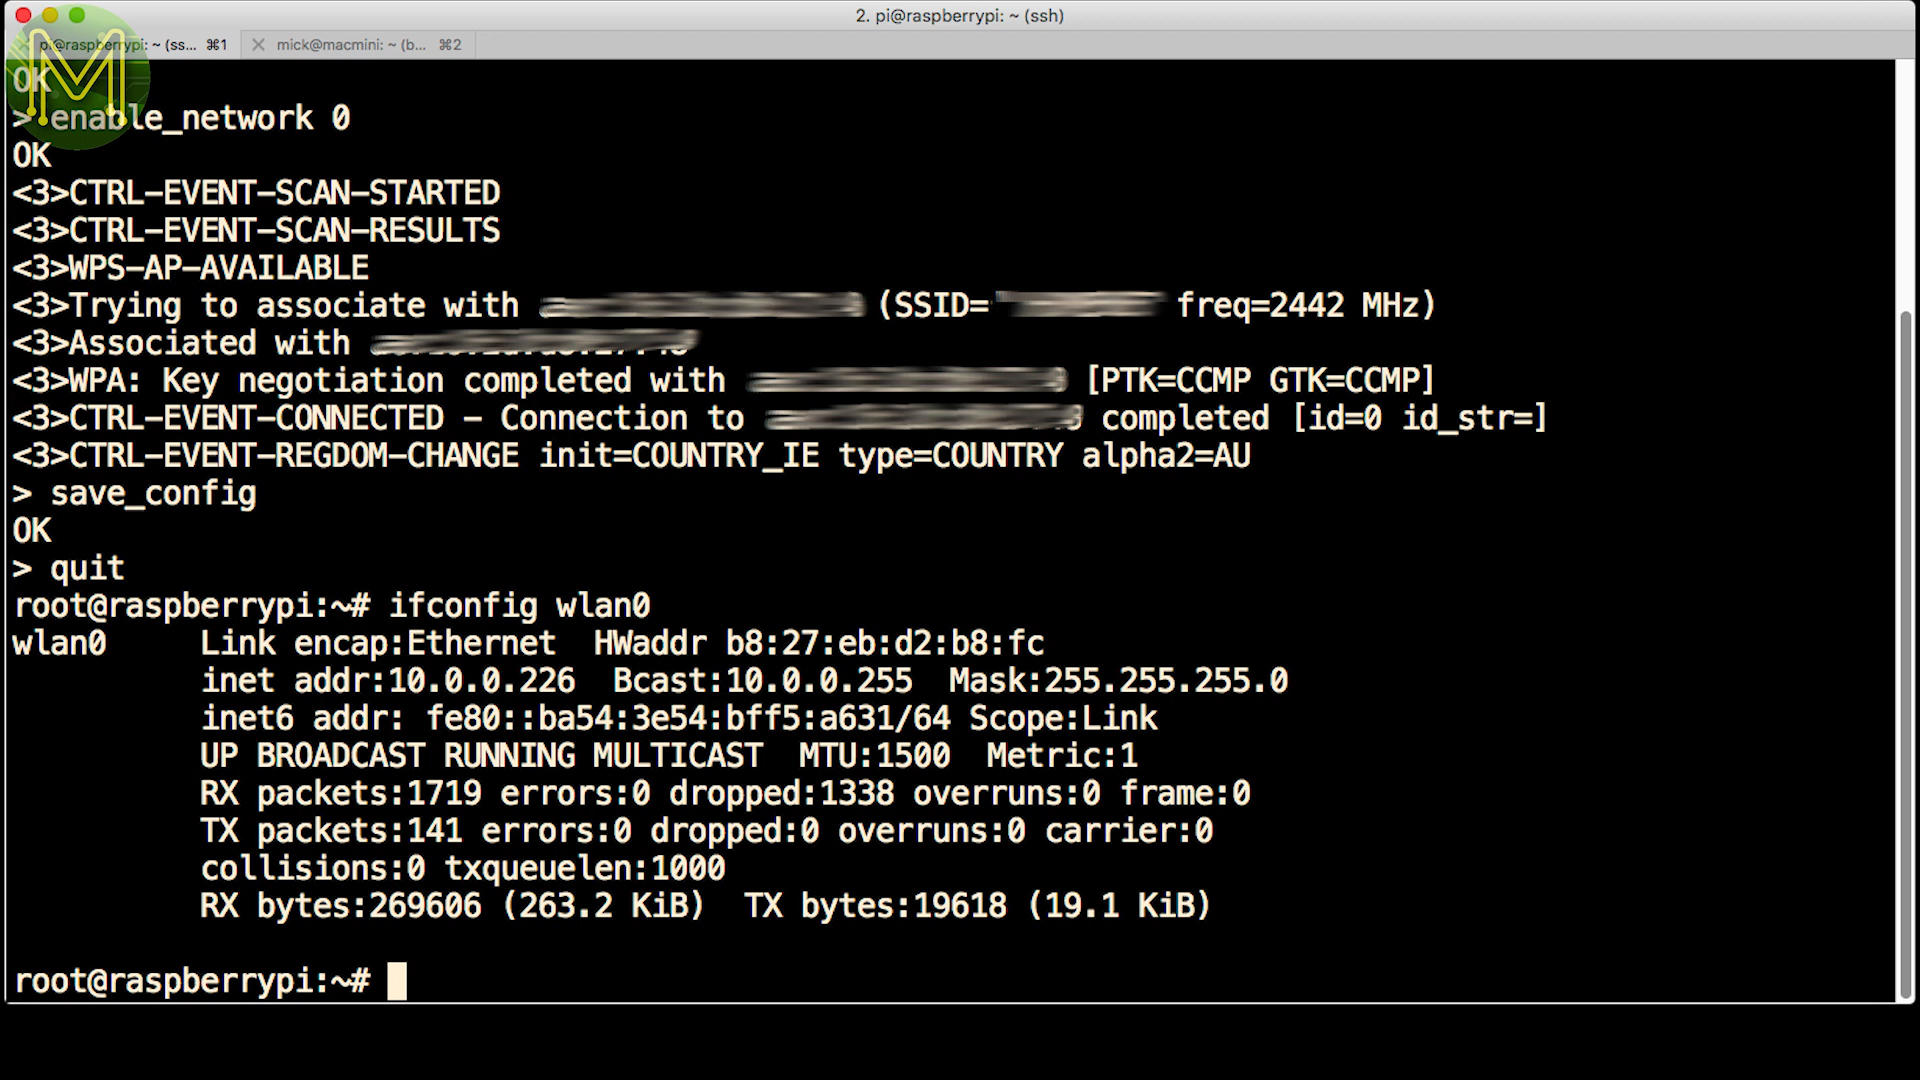 2. pi@raspberrypi: ~ (ssh)
pi@raspberrypi: ~ (ss... ⌘1
mick@macmini: ~ (b... ⌘2
M
OK
> enable_network 0
OK
<3>CTRL-EVENT-SCAN-STARTED
<3>CTRL-EVENT-SCAN-RESULTS
<3>WPS-AP-AVAILABLE
<3>Trying to associate with (SSID= freq=2442 MHz)
<3>Associated with
<3>WPA: Key negotiation completed with [PTK=CCMP GTK=CCMP]
<3>CTRL-EVENT-CONNECTED - Connection to completed [id=0 id_str=]
<3>CTRL-EVENT-REGDOM-CHANGE init=COUNTRY_IE type=COUNTRY alpha2=AU
> save_config
OK
> quit
root@raspberrypi:~# ifconfig wlan0
wlan0 Link encap:Ethernet HWaddr b8:27:eb:d2:b8:fc
inet addr:10.0.0.226 Bcast:10.0.0.255 Mask:255.255.255.0
inet6 addr: fe80::ba54:3e54:bff5:a631/64 Scope:Link
UP BROADCAST RUNNING MULTICAST MTU:1500 Metric:1
RX packets:1719 errors:0 dropped:1338 overruns:0 frame:0
TX packets:141 errors:0 dropped:0 overruns:0 carrier:0
collisions:0 txqueuelen:1000
RX bytes:269606 (263.2 KiB) TX bytes:19618 (19.1 KiB)
root@raspberrypi:~#